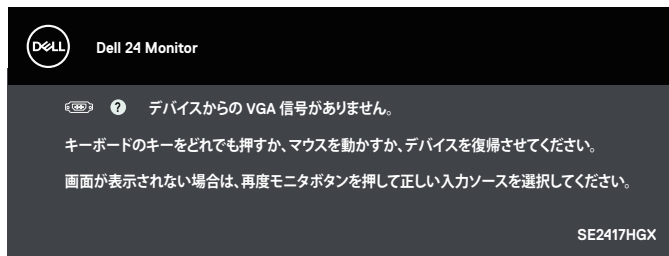 DELL
Dell 24 Monitor
デバイスからの VGA 信号がありません。
キーボードのキーをどれでも押すか、マウスを動かすか、デバイスを復帰させてください。
画面が表示されない場合は、再度モニタボタンを押して正しい入力ソースを選択してください。
SE2417HGX